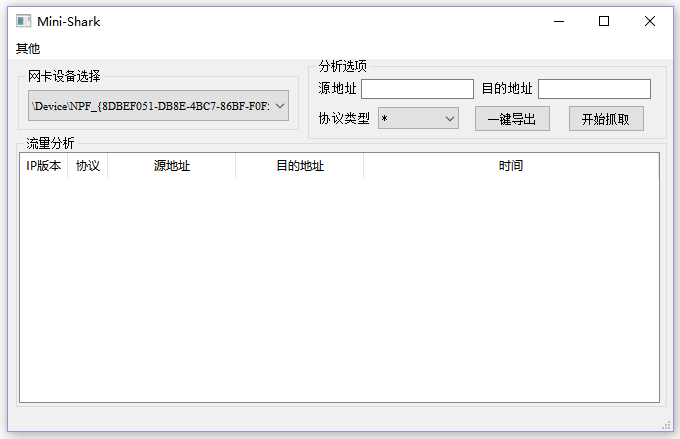 Mini-Shark
其他
网卡设备选择
\Device\NPF_{8DBEF051-DB8E-4BC7-86BF-F0F
分析选项
源地址
目的地址
协议类型
*
一键导出
开始抓取
流量分析
IP版本 协议 源地址 目的地址 时间